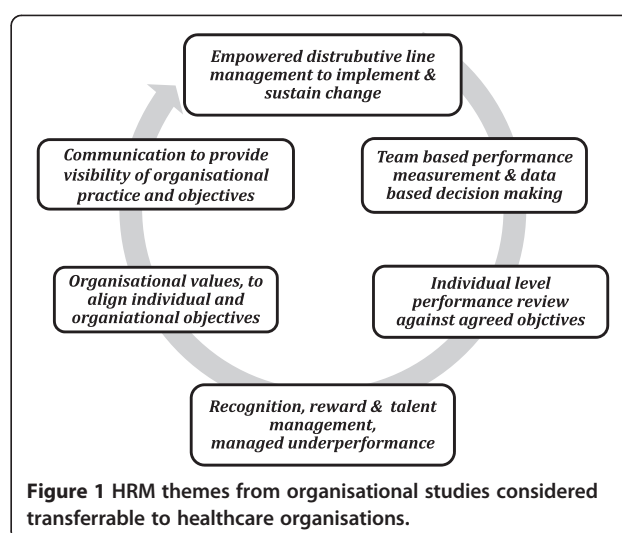 Empowered distrubutive line
management to implement &
sustain change
Team based performance
measurement & data
based decision making
Individual level
performance review
against agreed objctives
Recognition, reward & talent
management,
managed underperformance
Organisational values, to
align individual and
organiational objectives
Communication to provide
visibility of organisational
practice and objectives
Figure 1 HRM themes from organisational studies considered
transferrable to healthcare organisations.